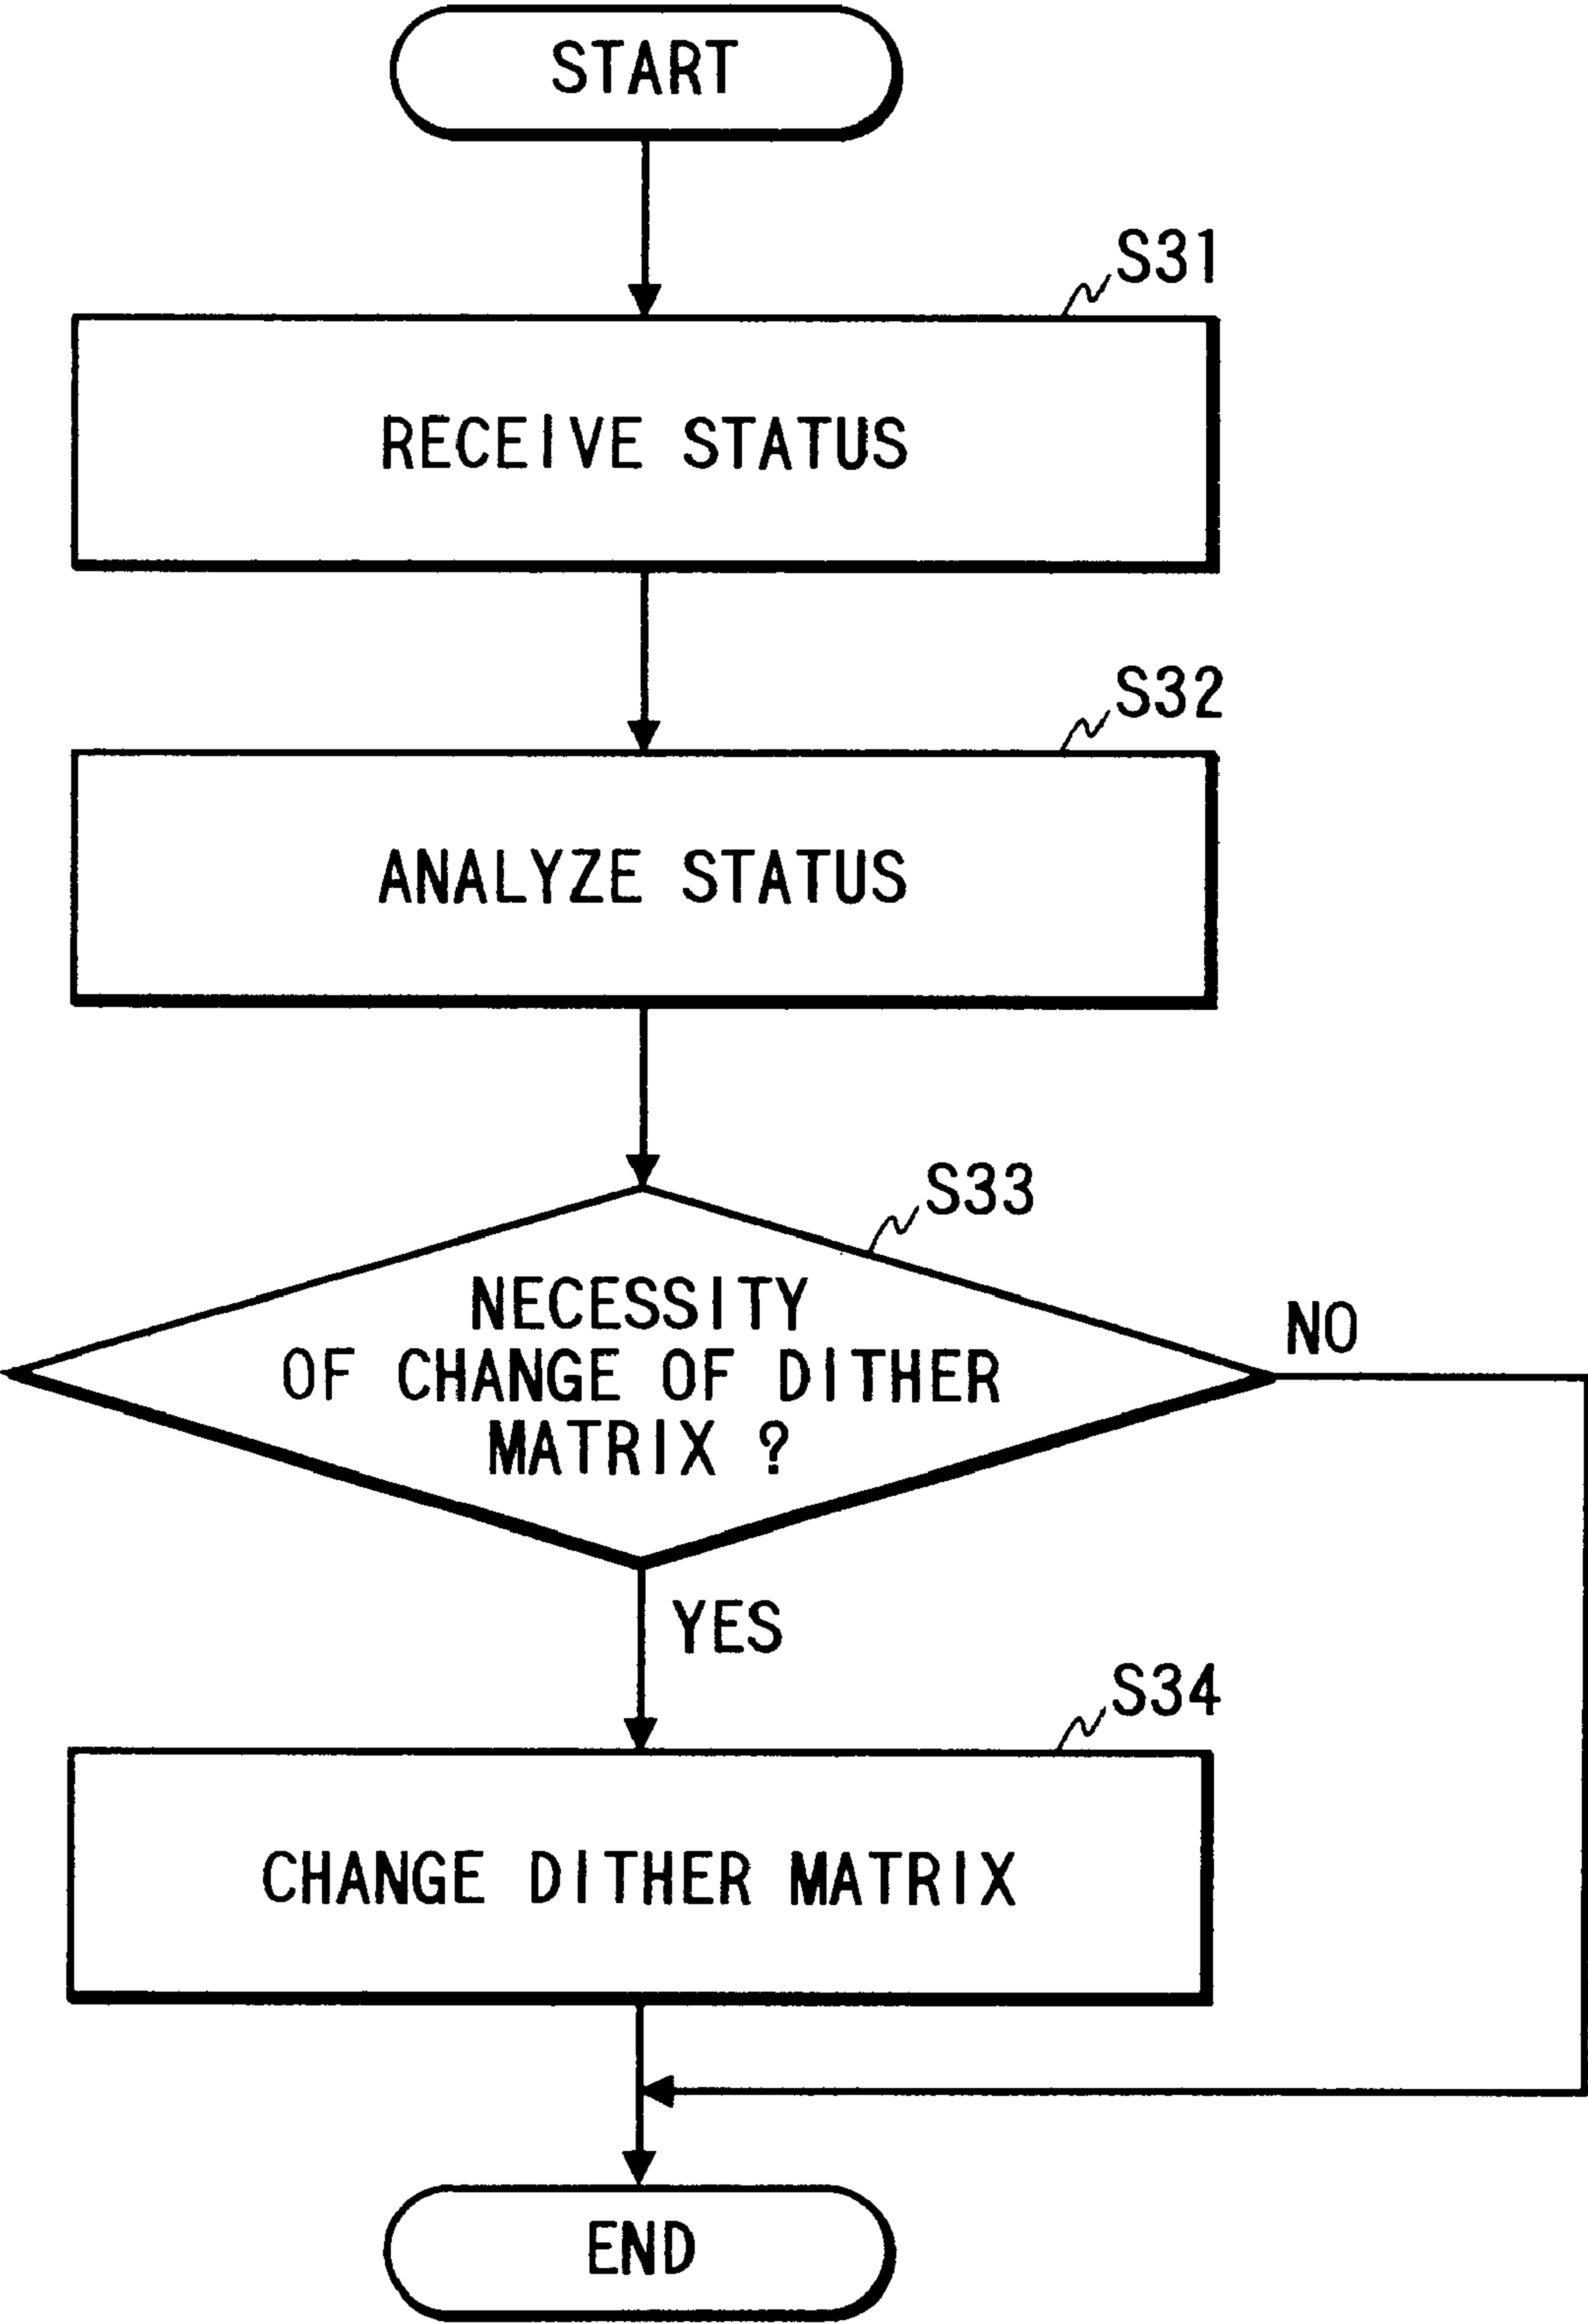 START
S31
RECEIVE STATUS
S32
ANALYZE STATUS
S33
NECESSITY
OF CHANGE OF DITHER
MATRIX ?
NO
YES
S34
CHANGE DITHER MATRIX
END